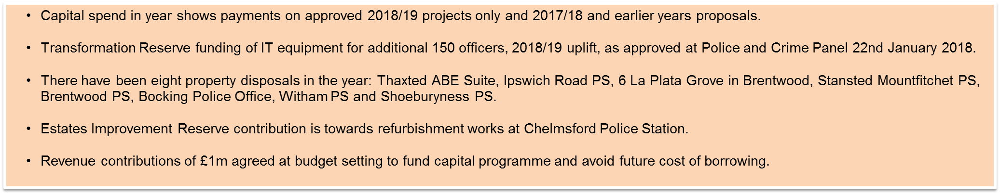 • Capital spend in year shows payments on approved 2018/19 projects only and 2017/18 and earlier years proposals.
• Transformation Reserve funding of IT equipment for additional 150 officers, 2018/19 uplift, as approved at Police and Crime Panel 22nd January 2018.
• There have been eight property disposals in the year: Thaxted ABE Suite, Ipswich Road PS, 6 La Plata Grove in Brentwood, Stansted Mountfitchet PS,
Brentwood PS, Bocking Police Office, Witham PS and Shoeburyness PS.
• Estates Improvement Reserve contribution is towards refurbishment works at Chelmsford Police Station.
• Revenue contributions of £1m agreed at budget setting to fund capital programme and avoid future cost of borrowing.